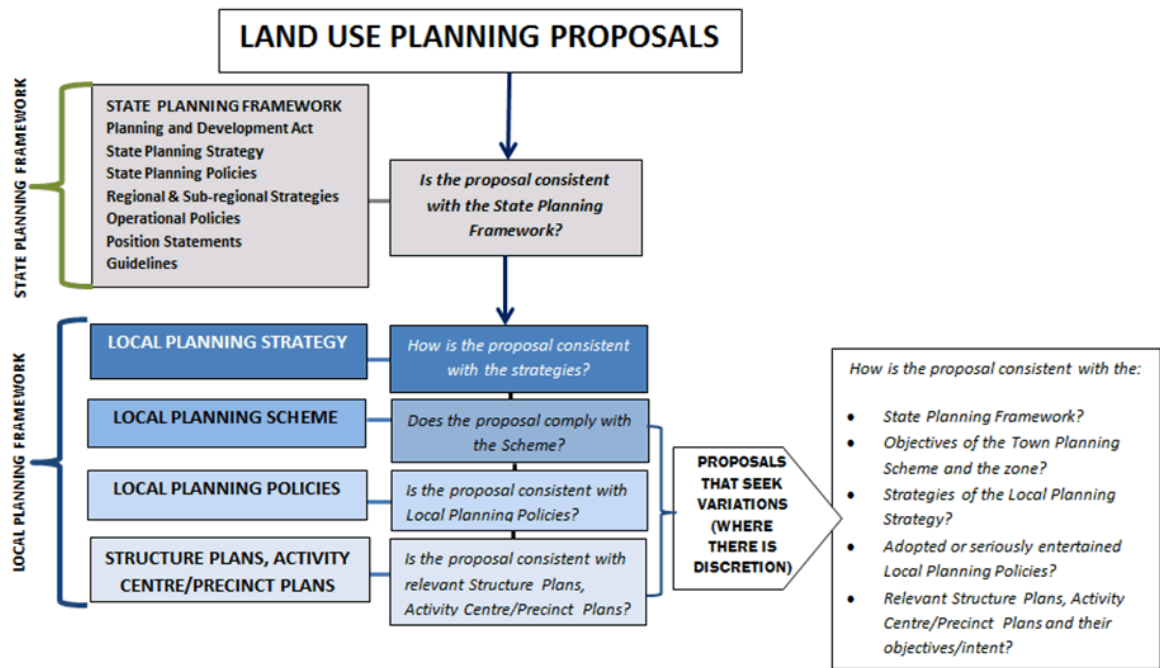 LAND USE PLANNING PROPOSALS
STATE PLANNING FRAMEWORK
STATE PLANNING FRAMEWORK
Planning and Development Act
State Planning Strategy
State Planning Policies
Regional & Sub-regional Strategies
Operational Policies
Position Statements
Guidelines
Is the proposal consistent
with the State Planning
Framework?
LOCAL PLANNING FRAMEWORK
LOCAL PLANNING STRATEGY
How is the proposal consistent
with the strategies?
LOCAL PLANNING SCHEME
Does the proposal comply with
the Scheme?
LOCAL PLANNING POLICIES
Is the proposal consistent with
Local Planning Policies?
STRUCTURE PLANS, ACTIVITY
CENTRE/PRECINCT PLANS
Is the proposal consistent with
relevant Structure Plans,
Activity Centre/Precinct Plans?
PROPOSALS
THAT SEEK
VARIATIONS
(WHERE
THERE IS
DISCRETION)
How is the proposal consistent with the:
• State Planning Framework?
• Objectives of the Town Planning
Scheme and the zone?
• Strategies of the Local Planning
Strategy?
• Adopted or seriously entertained
Local Planning Policies?
• Relevant Structure Plans, Activity
Centre/Precinct Plans and their
objectives/intent?